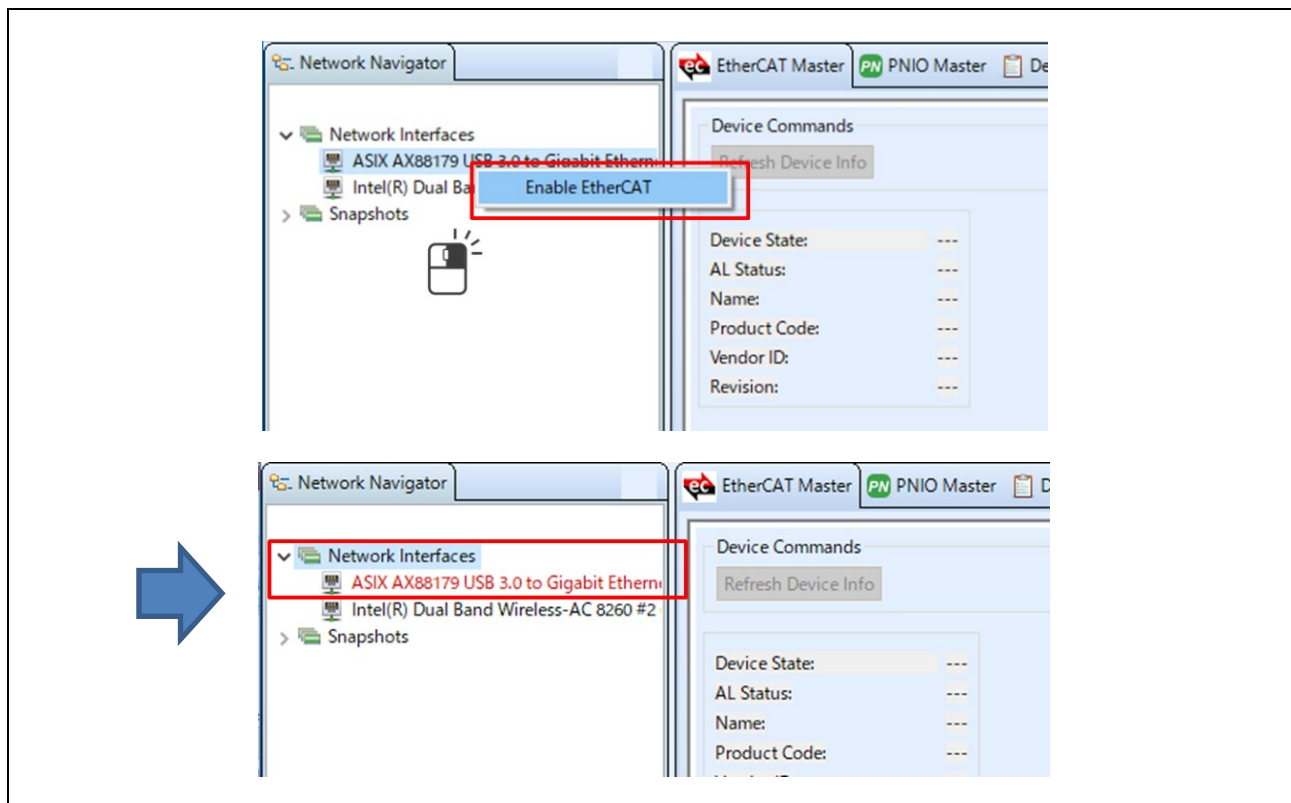 Network Navigator
EtherCAT Master PN PNIO Master
Network Interfaces
ASIX AX88179 USB 3.0 to Gigabit Ethern
Intel(R) Dual Ba
Snapshots
Enable EtherCAT
Device Commands
Refresh Device Info
Device State: ---
AL Status: ---
Name: ---
Product Code: ---
Vendor ID: ---
Revision: ---
Network Navigator
EtherCAT Master PN PNIO Master
Network Interfaces
ASIX AX88179 USB 3.0 to Gigabit Ethern
Intel(R) Dual Band Wireless-AC 8260 #2
Snapshots
Device Commands
Refresh Device Info
Device State: ---
AL Status: ---
Name: ---
Product Code: ---